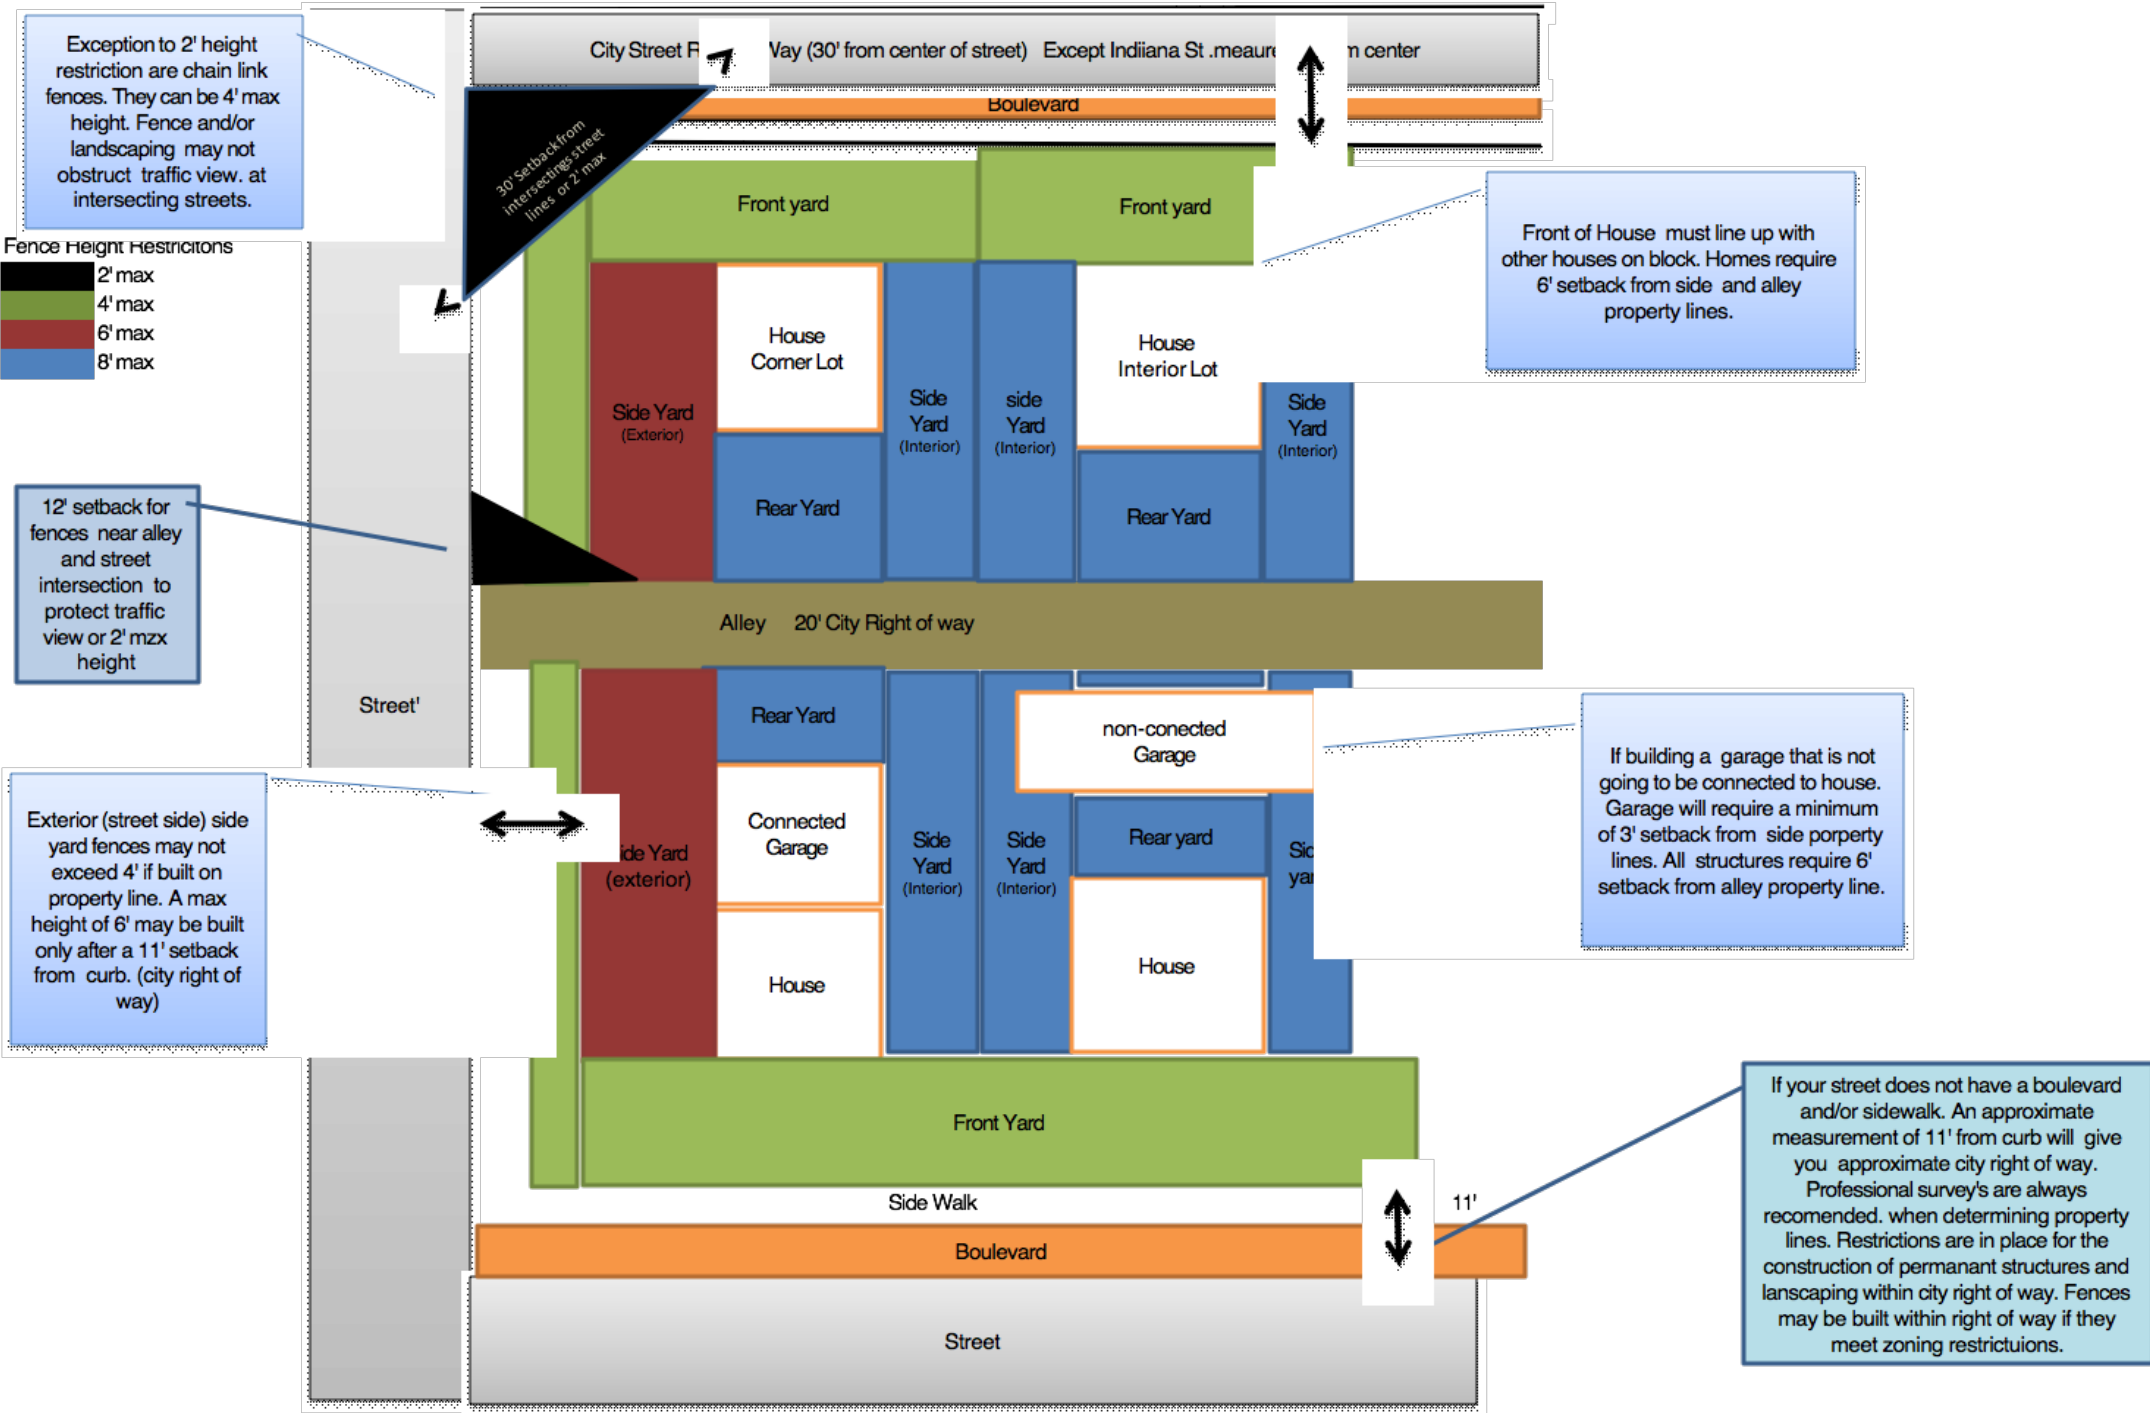 Exception to 2' height
restriction are chain link
fences. They can be 4' max
height. Fence and/or
landscaping may not
obstruct traffic view. at
intersecting streets.
City Street R Way (30' from center of street) Except Indiiana St .meaure m center
Boulevard
30' Setback from
intersectings street
lines or 2' max
Fence Height Restricitons
2' max
4' max
6' max
8' max
Front yard
Front yard
Front of House must line up with
other houses on block. Homes require
6' setback from side and alley
property lines.
House
Corner Lot
House
Interior Lot
Side Yard
(Exterior)
Side
Yard
(Interior)
side
Yard
(Interior)
Side
Yard
(Interior)
Rear Yard
Rear Yard
12' setback for
fences near alley
and street
intersection to
protect traffic
view or 2' mzx
height
Alley 20' City Right of way
Street'
Rear Yard
non-conected
Garage
If building a garage that is not
going to be connected to house.
Garage will require a minimum
of 3' setback from side porperty
lines. All structures require 6'
setback from alley property line.
Exterior (street side) side
yard fences may not
exceed 4' if built on
property line. A max
height of 6' may be built
only after a 11' setback
from curb. (city right of
way)
ide Yard
(exterior)
Connected
Garage
Side
Yard
(Interior)
Side
Yard
(Interior)
Rear yard
Sid
yar
House
House
Front Yard
Side Walk
11'
Boulevard
Street
If your street does not have a boulevard
and/or sidewalk. An approximate
measurement of 11' from curb will give
you approximate city right of way.
Professional survey's are always
recomended. when determining property
lines. Restrictions are in place for the
construction of permanant structures and
lanscaping within city right of way. Fences
may be built within right of way if they
meet zoning restrictuions.